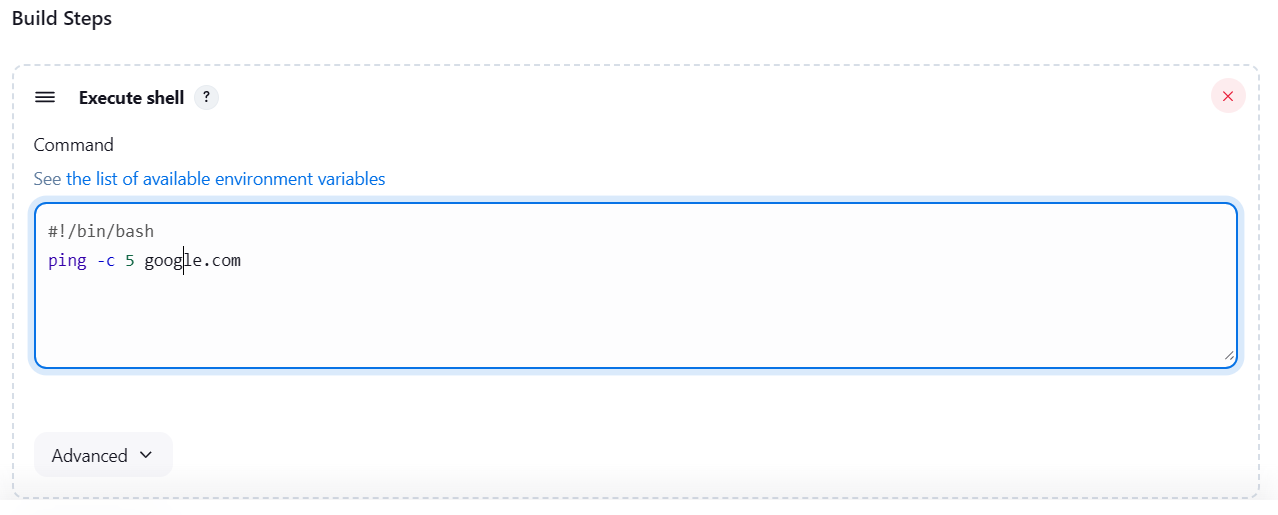 Build Steps
Execute shell ?
Command
See the list of available environment variables
#!/bin/bash
ping -c 5 google.com
Advanced